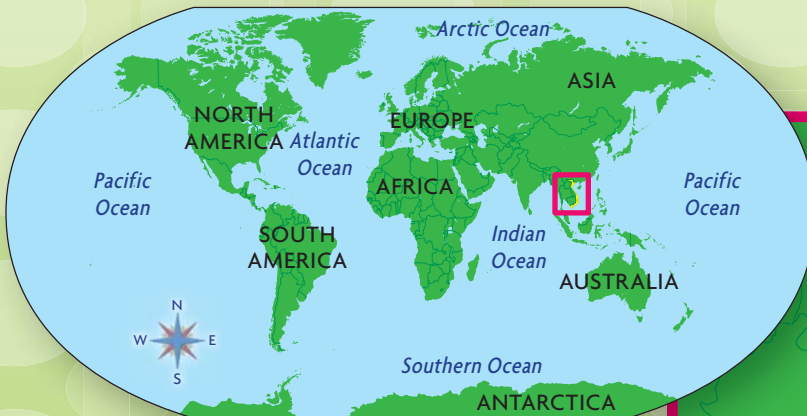 Arctic Ocean
ASIA
NORTH
AMERICA
EUROPE
Atlantic
Ocean
Pacific
Ocean
AFRICA
Pacific
Ocean
SOUTH
AMERICA
Indian
Ocean
AUSTRALIA
N
W
E
S
Southern Ocean
ANTARCTICA